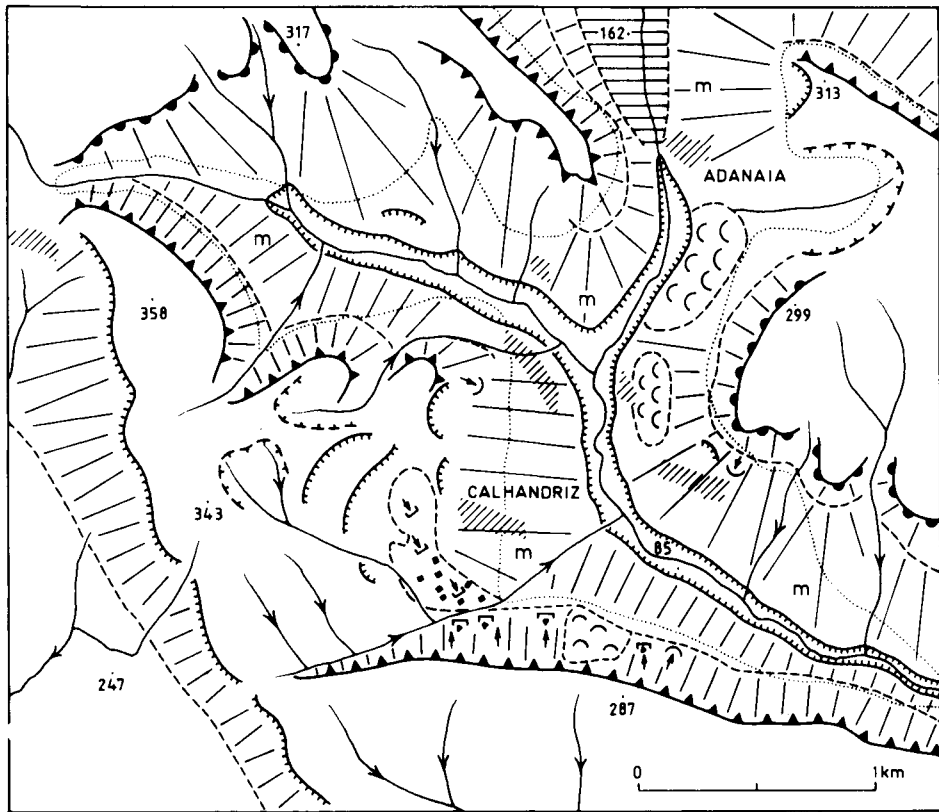 317
162
m
313
ADANAIA
m
358
m
299
CALHANDRIZ
343
m
85
m
247
287
0 1km